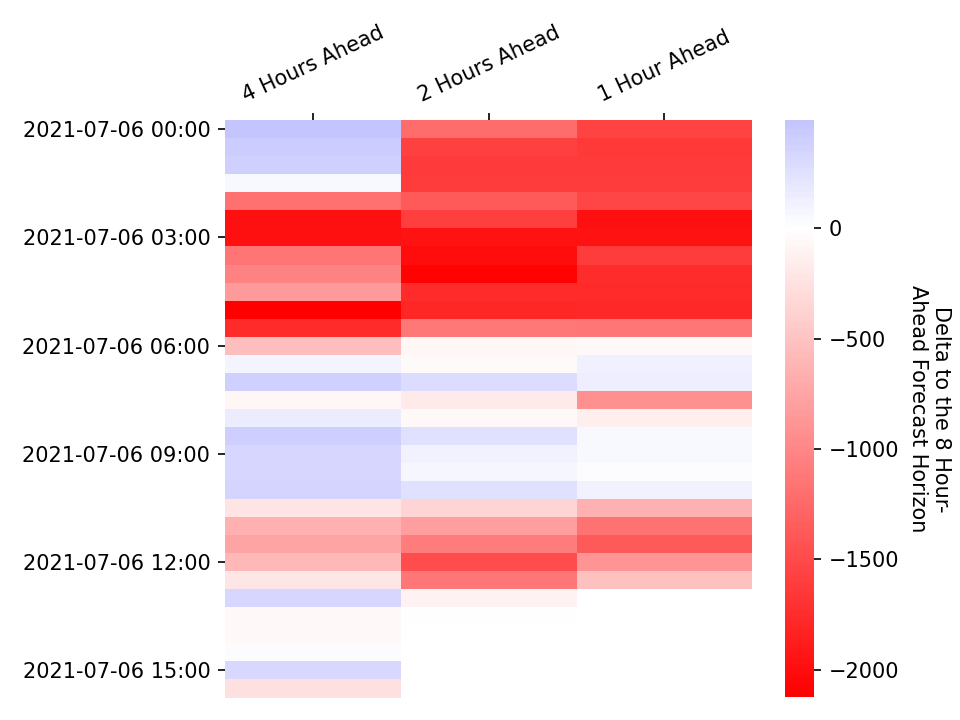 4 Hours Ahead
2 Hours Ahead
1 Hour Ahead
2021-07-06 00:00
2021-07-06 03:00
2021-07-06 06:00
2021-07-06 09:00
2021-07-06 12:00
2021-07-06 15:00
0
−500
−1000
−1500
−2000
Delta to the 8 Hour-
Ahead Forecast Horizon